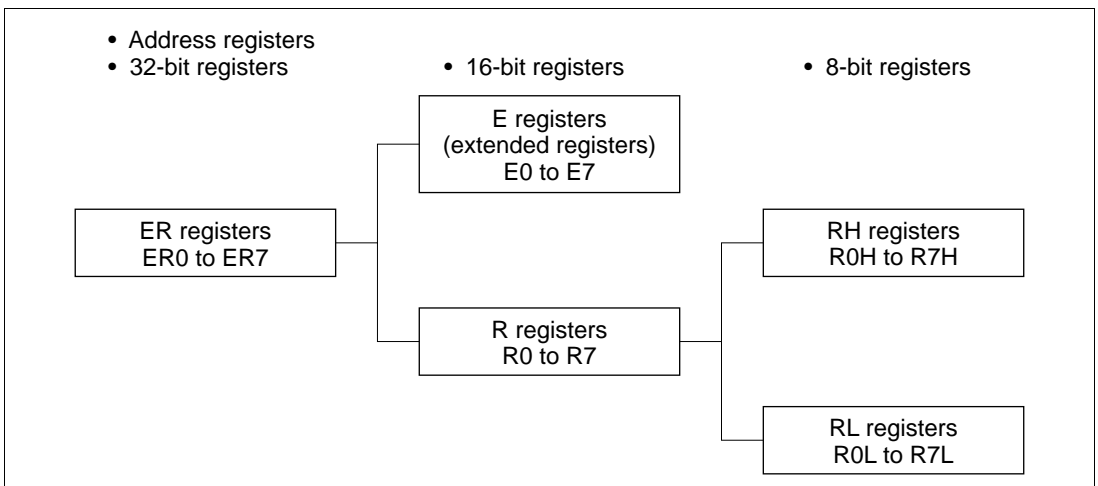 • Address registers
• 32-bit registers
• 16-bit registers
• 8-bit registers
E registers
(extended registers)
E0 to E7
ER registers
ER0 to ER7
RH registers
R0H to R7H
R registers
R0 to R7
RL registers
R0L to R7L